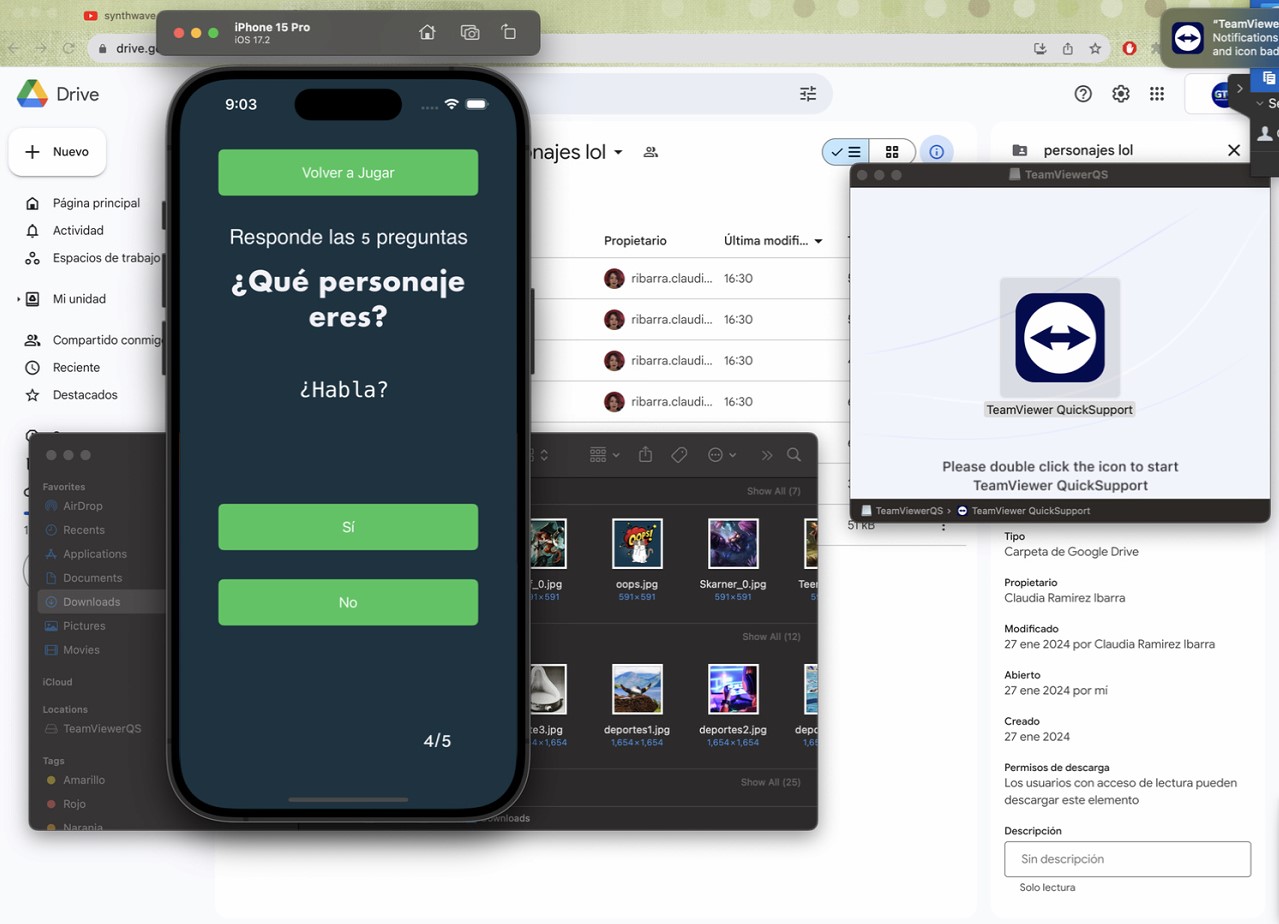 synthwave
iPhone 15 Pro
iOS 17.2
drive.g
"TeamViewe
Notifications
and icon bad
Drive
Nuevo
Página principal
Actividad
Espacios de trabajo
Mi unidad
Compartido conmig
Reciente
Destacados
9:03
Volver a Jugar
Responde las 5 preguntas
¿Qué personaje
eres?
¿Habla?
Sí
No
4/5
najes lol
Propietario
Última modifi...
ribarra.claudi...
16:30
ribarra.claudi...
16:30
ribarra.claudi...
16:30
ribarra.claudi...
16:30
51 kB
GT
personajes lol
TeamViewerQS
TeamViewer QuickSupport
Please double click the icon to start
TeamViewer QuickSupport
TeamViewerQS › TeamViewer QuickSupport
Favorites
AirDrop
Recents
Applications
Documents
Downloads
Pictures
Movies
iCloud
Locations
TeamViewerQS
Tags
Amarillo
Rojo
Naranja
Show All (7)
OOPS!
f_0.jpg
oops.jpg
Skarner_0.jpg
Tee
91×591
591×591
591×591
Show All (12)
te3.jpg
deportes1.jpg
deportes2.jpg
depo
4×1,654
1,654×1,654
1,654×1,654
Show All (25)
Downloads
Tipo
Carpeta de Google Drive
Propietario
Claudia Ramirez Ibarra
Modificado
27 ene 2024 por Claudia Ramirez Ibarra
Abierto
27 ene 2024 por mí
Creado
27 ene 2024
Permisos de descarga
Los usuarios con acceso de lectura pueden
descargar este elemento
Descripción
Sin descripción
Solo lectura